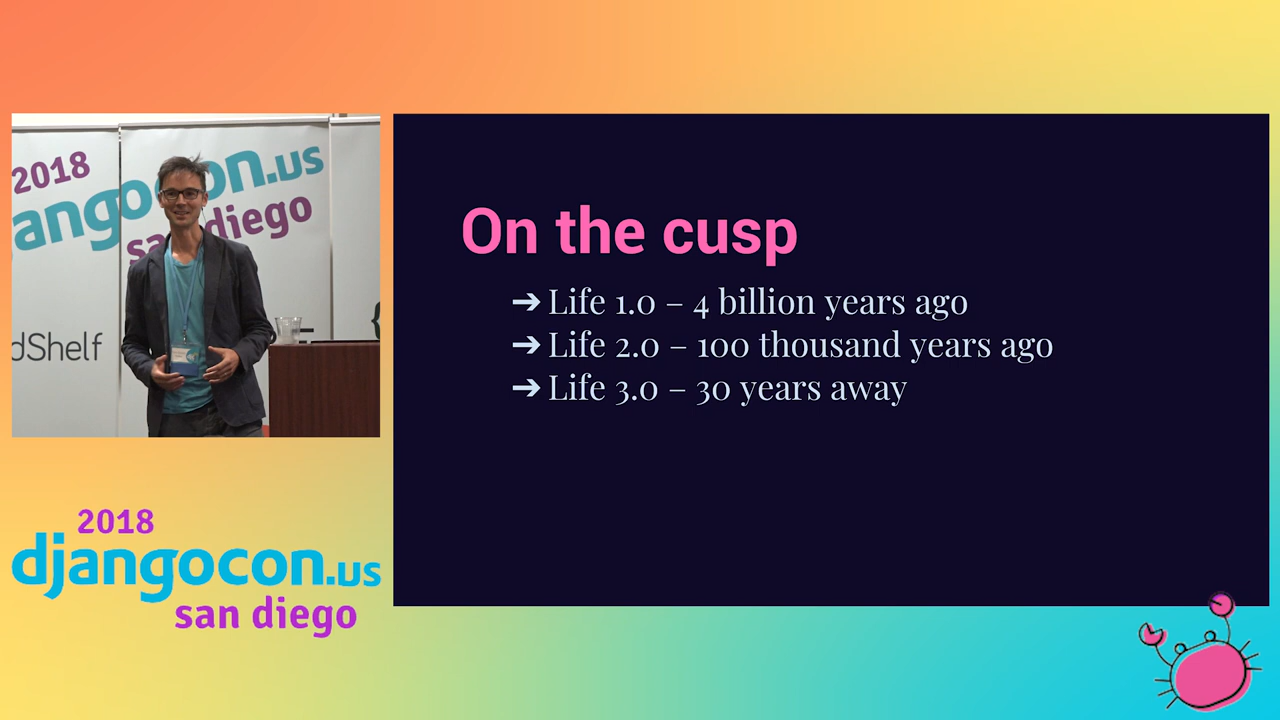 2018
djangocon.us
san diego
dShelf
On the cusp
➔ Life 1.0 – 4 billion years ago
➔ Life 2.0 – 100 thousand years ago
➔ Life 3.0 – 30 years away
2018
djangocon.us
san diego